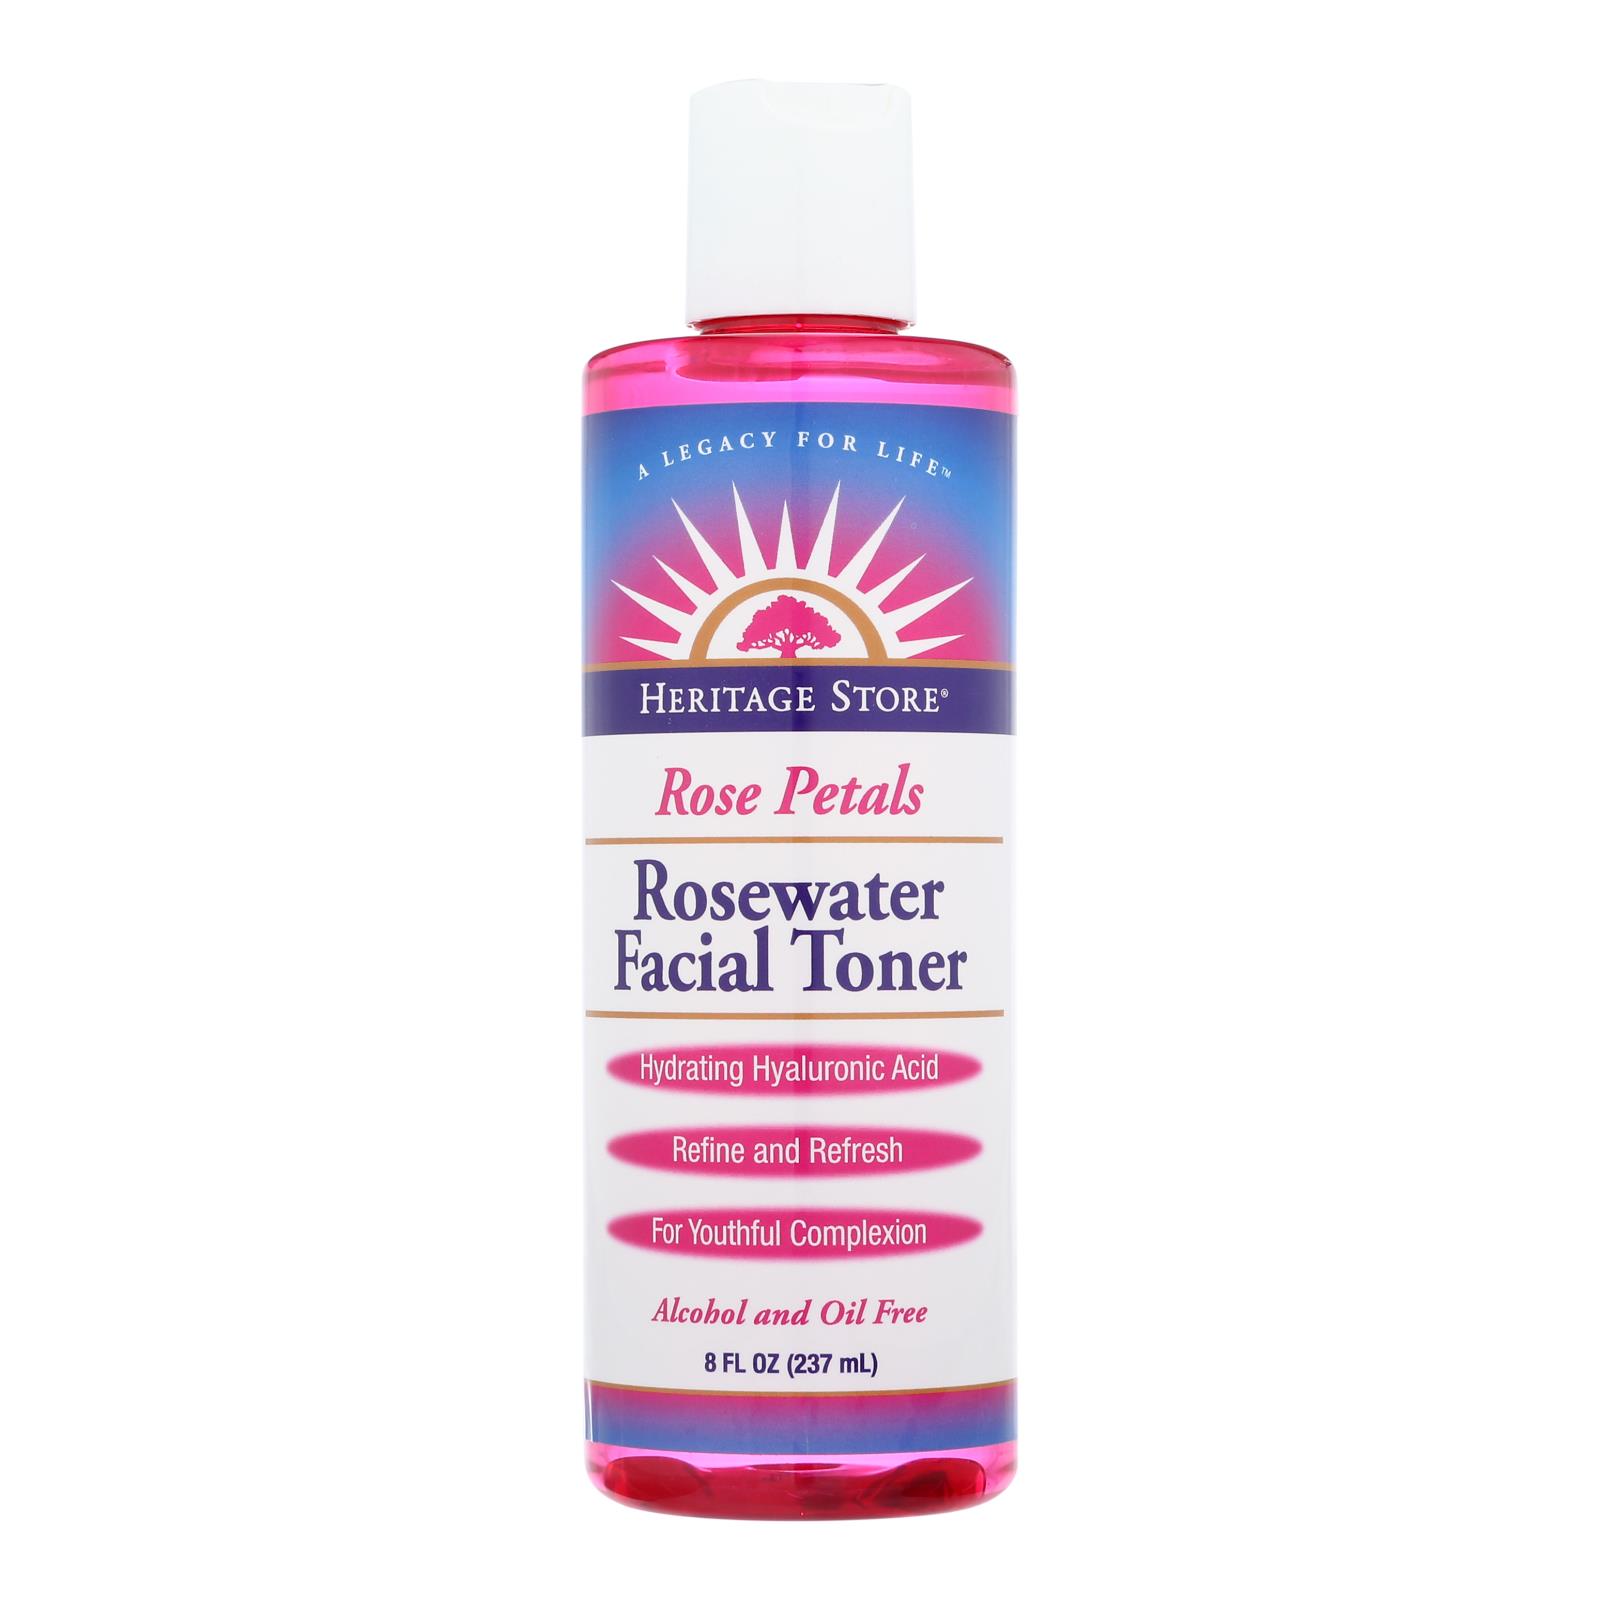 A LEGACY FOR LIFE™
HERITAGE STORE®
Rose Petals
Rosewater
Facial Toner
Hydrating Hyaluronic Acid
Refine and Refresh
For Youthful Complexion
Alcohol and Oil Free
8 FL OZ (237 mL)